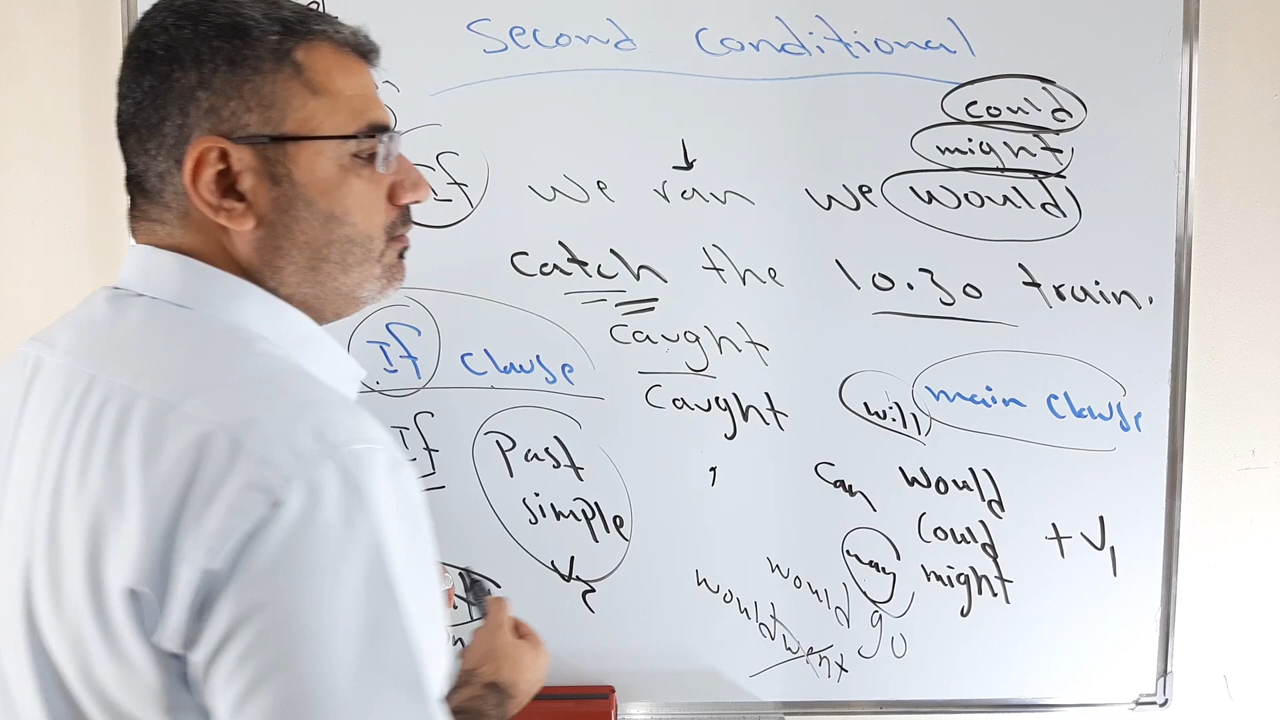 Second conditional
could
might
If we ran we would
catch the 10.30 train.
caught
If clause
caught
will main clause
If Past simple , can would
could + V1
may might
V2
would go
would went